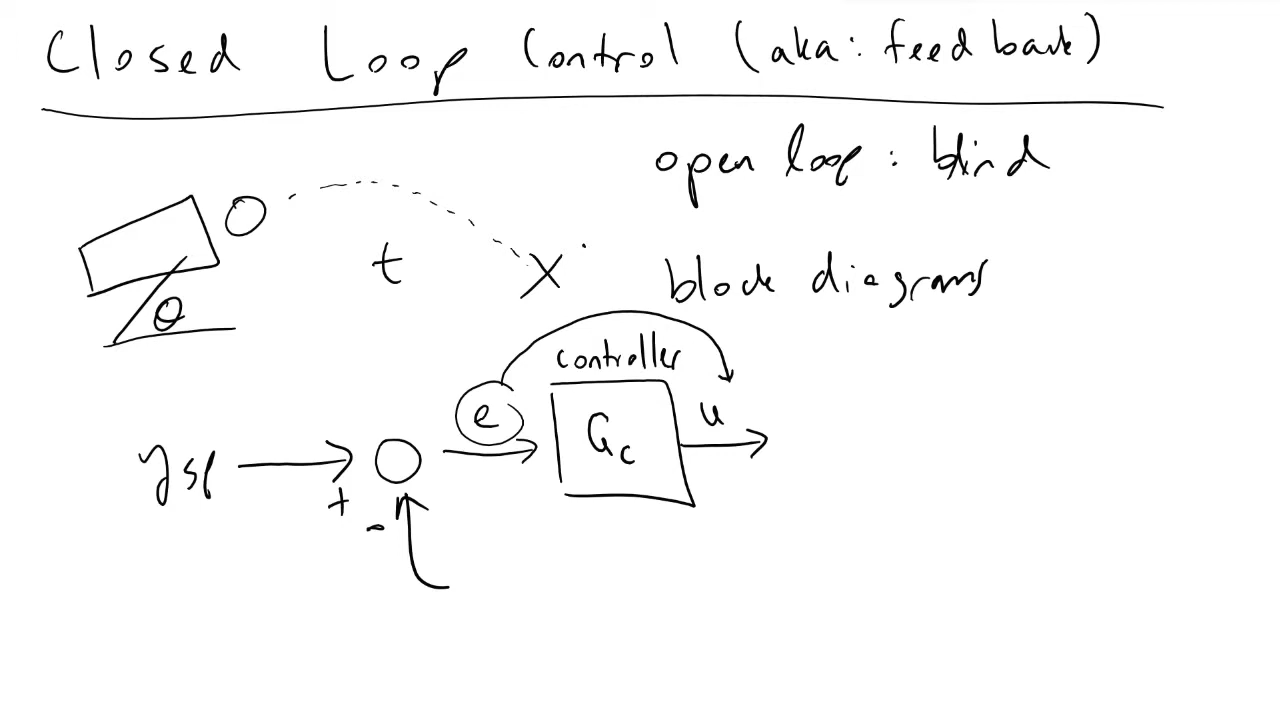 Closed Loop Control (aka: feedback)
open loop: blind
t
X
block diagrams
θ
controller
e
Gc
u
ysp
+
-